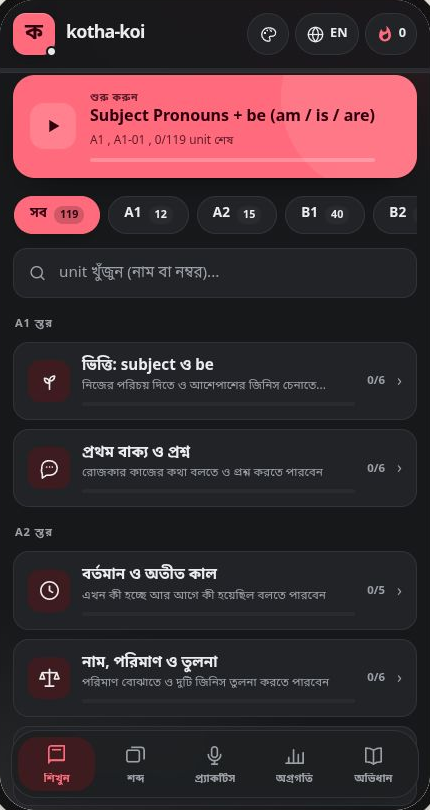 ক
kotha-koi
EN
0
শুরু করুন
Subject Pronouns + be (am / is / are)
A1 , A1-01 , 0/119 unit শেষ
সব 119
A1 12
A2 15
B1 40
B2
unit খুঁজুন (নাম বা নম্বর)...
A1 স্তর
ভিত্তি: subject ও be
নিজের পরিচয় দিতে ও আশেপাশের জিনিস চেনাতে...
0/6
প্রথম বাক্য ও প্রশ্ন
রোজকার কাজের কথা বলতে ও প্রশ্ন করতে পারবেন
0/6
A2 স্তর
বর্তমান ও অতীত কাল
এখন কী হচ্ছে আর আগে কী হয়েছিল বলতে পারবেন
0/5
নাম, পরিমাণ ও তুলনা
পরিমাণ বোঝাতে ও দুটি জিনিস তুলনা করতে পারবেন
0/6
শিখুন
শব্দ
প্র্যাকটিস
অগ্রগতি
অভিধান